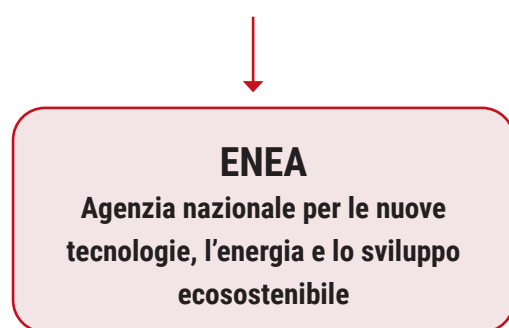 ENEA
Agenzia nazionale per le nuove
tecnologie, l’energia e lo sviluppo
ecosostenibile